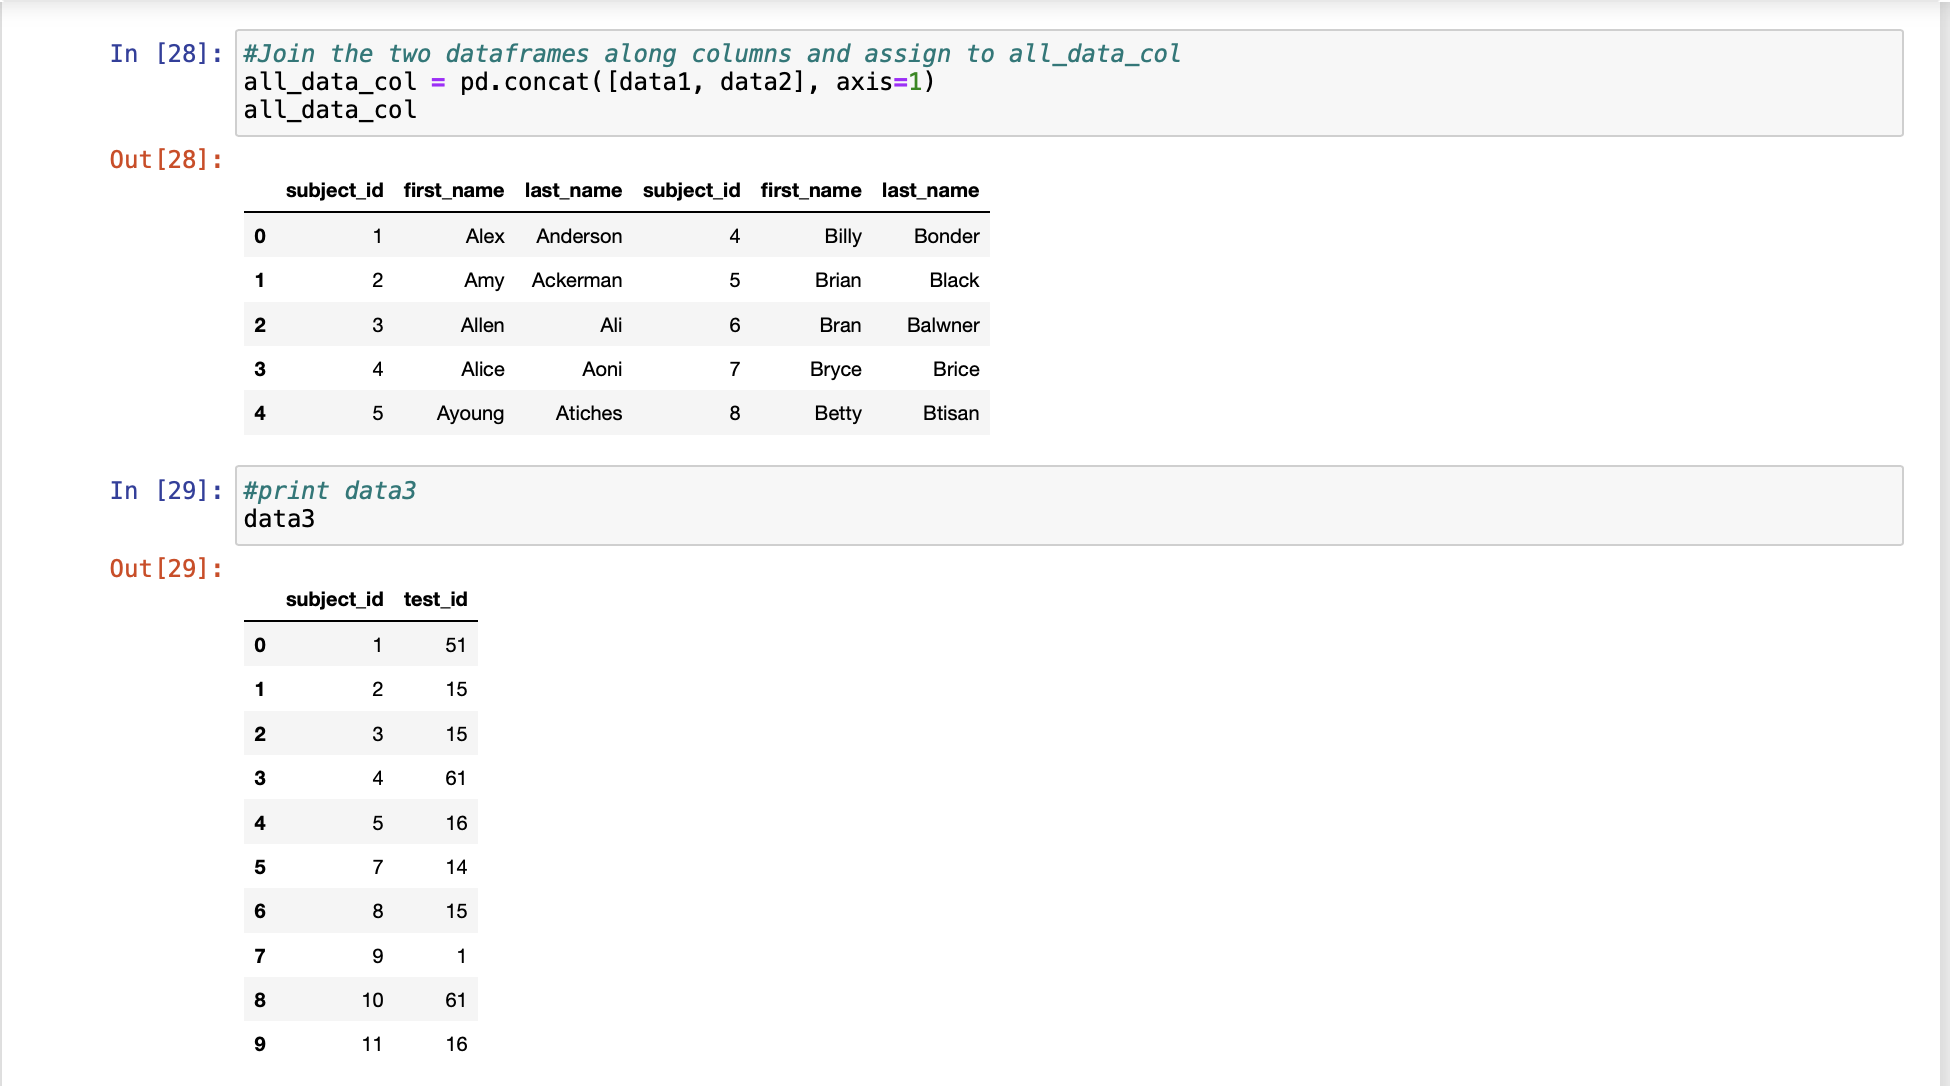 In [28]: #Join the two dataframes along columns and assign to all_data_col
all_data_col = pd.concat([data1, data2], axis=1)
all_data_col
Out[28]:
subject_id first_name last_name subject_id first_name last_name
0 1 Alex Anderson 4 Billy Bonder
1 2 Amy Ackerman 5 Brian Black
2 3 Allen Ali 6 Bran Balwner
3 4 Alice Aoni 7 Bryce Brice
4 5 Ayoung Atiches 8 Betty Btisan
In [29]: #print data3
data3
Out[29]:
subject_id test_id
0 1 51
1 2 15
2 3 15
3 4 61
4 5 16
5 7 14
6 8 15
7 9 1
8 10 61
9 11 16